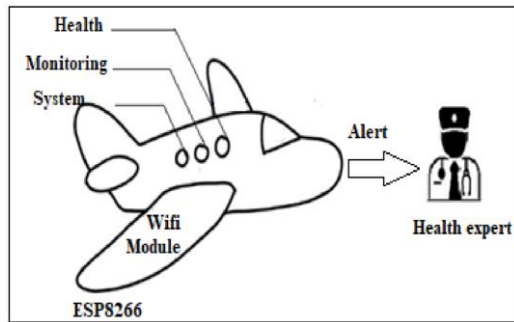 Health
Monitoring
System
Alert
Wifi
Module
Health expert
ESP8266